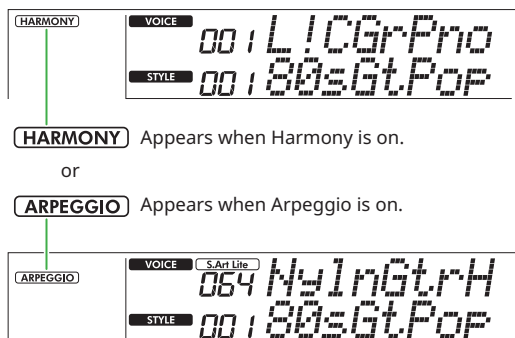 HARMONY VOICE 001 L!CGrPno
STYLE 001 80sGtPop
HARMONY Appears when Harmony is on.
or
ARPEGGIO Appears when Arpeggio is on.
ARPEGGIO VOICE S.Art Lite 064 NylnGtrH
STYLE 001 80sGtPop